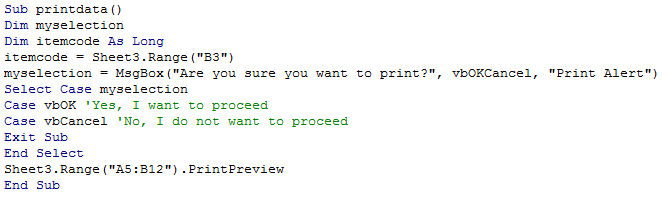 Sub printdata()
Dim myselection
Dim itemcode As Long
itemcode = Sheet3.Range("B3")
myselection = MsgBox("Are you sure you want to print?", vbOKCancel, "Print Alert")
Select Case myselection
Case vbOK 'Yes, I want to proceed
Case vbCancel 'No, I do not want to proceed
Exit Sub
End Select
Sheet3.Range("A5:B12").PrintPreview
End Sub